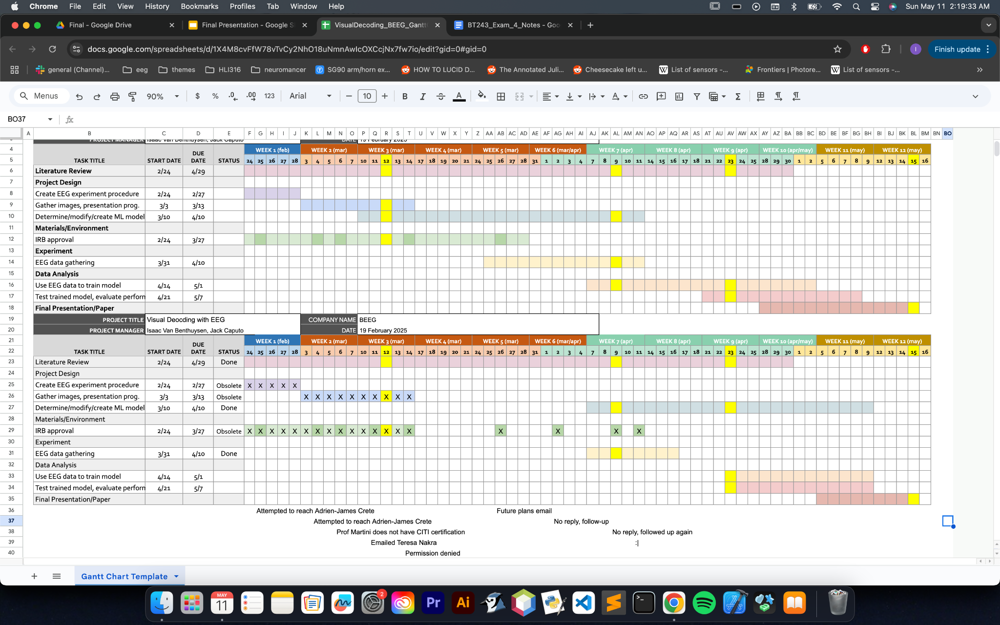 Chrome File Edit View History Bookmarks Profiles Tab Window Help Sun May 11 2:19:33 AM
Final - Google Drive Final Presentation - Google S VisualDecoding_BEEG_Gantt BT243_Exam_4_Notes - Goo
docs.google.com/spreadsheets/d/1X4M8cvFfW78vTvCy2NhO18uNmnAwIcOXCcjNx7fw7io/edit?gid=0#gid=0 I Finish update
general (Channel)... eeg themes HLI316 neuromancer SG90 arm/horn ex... HOW TO LUCID D... The Annotated Juli... Cheesecake left u... List of sensors -... Frontiers | Photore... List of sensors -...
Menus 90% $ % .0 .00 123 Arial 10 B I A
BO37 fx
A B C D E F G H I J K L M N O P Q R S T U V W X Y Z AA AB AC AD AE AF AG AH AI AJ AK AL AM AN AO AP AQ AR AS AT AU AV AW AX AY AZ BA BB BC BD BE BF BG BH BI BJ BK BL BM BN BO
PROJECT MANAGER Isaac Van Benthuysen, Jack Caputo DATE 19 February 2025
4 WEEK 1 (feb) WEEK 2 (mar) WEEK 3 (mar) WEEK 4 (mar) WEEK 5 (mar) WEEK 6 (mar/apr) WEEK 7 (apr) WEEK 8 (apr) WEEK 9 (apr) WEEK 10 (apr/may) WEEK 11 (may) WEEK 12 (may)
5 TASK TITLE START DATE DUE DATE STATUS 24 25 26 27 28 3 4 5 6 7 10 11 12 13 14 17 18 19 20 21 24 25 26 27 28 31 1 2 3 4 7 8 9 10 11 14 15 16 17 18 21 22 23 24 25 28 29 30 1 2 5 6 7 8 9 12 13 14 15 16
6 Literature Review 2/24 4/29
7 Project Design
8 Create EEG experiment procedure 2/24 2/27
9 Gather images, presentation prog. 3/3 3/13
10 Determine/modify/create ML model 3/10 4/10
11 Materials/Environment
12 IRB approval 2/24 3/27
13 Experiment
14 EEG data gathering 3/31 4/10
15 Data Analysis
16 Use EEG data to train model 4/14 5/1
17 Test trained model, evaluate perforn 4/21 5/7
18 Final Presentation/Paper
19 PROJECT TITLE Visual Deocding with EEG COMPANY NAME BEEG
20 PROJECT MANAGER Isaac Van Benthuysen, Jack Caputo DATE 19 February 2025
21 WEEK 1 (feb) WEEK 2 (mar) WEEK 3 (mar) WEEK 4 (mar) WEEK 5 (mar) WEEK 6 (mar/apr) WEEK 7 (apr) WEEK 8 (apr) WEEK 9 (apr) WEEK 10 (apr/may) WEEK 11 (may) WEEK 12 (may)
22 TASK TITLE START DATE DUE DATE STATUS 24 25 26 27 28 3 4 5 6 7 10 11 12 13 14 17 18 19 20 21 24 25 26 27 28 31 1 2 3 4 7 8 9 10 11 14 15 16 17 18 21 22 23 24 25 28 29 30 1 2 5 6 7 8 9 12 13 14 15 16
23 Literature Review 2/24 4/29 Done
24 Project Design
25 Create EEG experiment procedure 2/24 2/27 Obsolete X X X X X
26 Gather images, presentation prog. 3/3 3/13 Obsolete X X X X X X X X X X
27 Determine/modify/create ML model 3/10 4/10 Done
28 Materials/Environment
29 IRB approval 2/24 3/27 Obsolete X X X X X X X X X X X X X X X X X X X
30 Experiment
31 EEG data gathering 3/31 4/10 Done
32 Data Analysis
33 Use EEG data to train model 4/14 5/1
34 Test trained model, evaluate perforn 4/21 5/7
35 Final Presentation/Paper
36 Attempted to reach Adrien-James Crete Future plans email
37 Attempted to reach Adrien-James Crete No reply, follow-up
38 Prof Martini does not have CITI certification No reply, followed up again
39 Emailed Teresa Nakra :|
40 Permission denied
Gantt Chart Template
MAY 11 2 Pr Ai